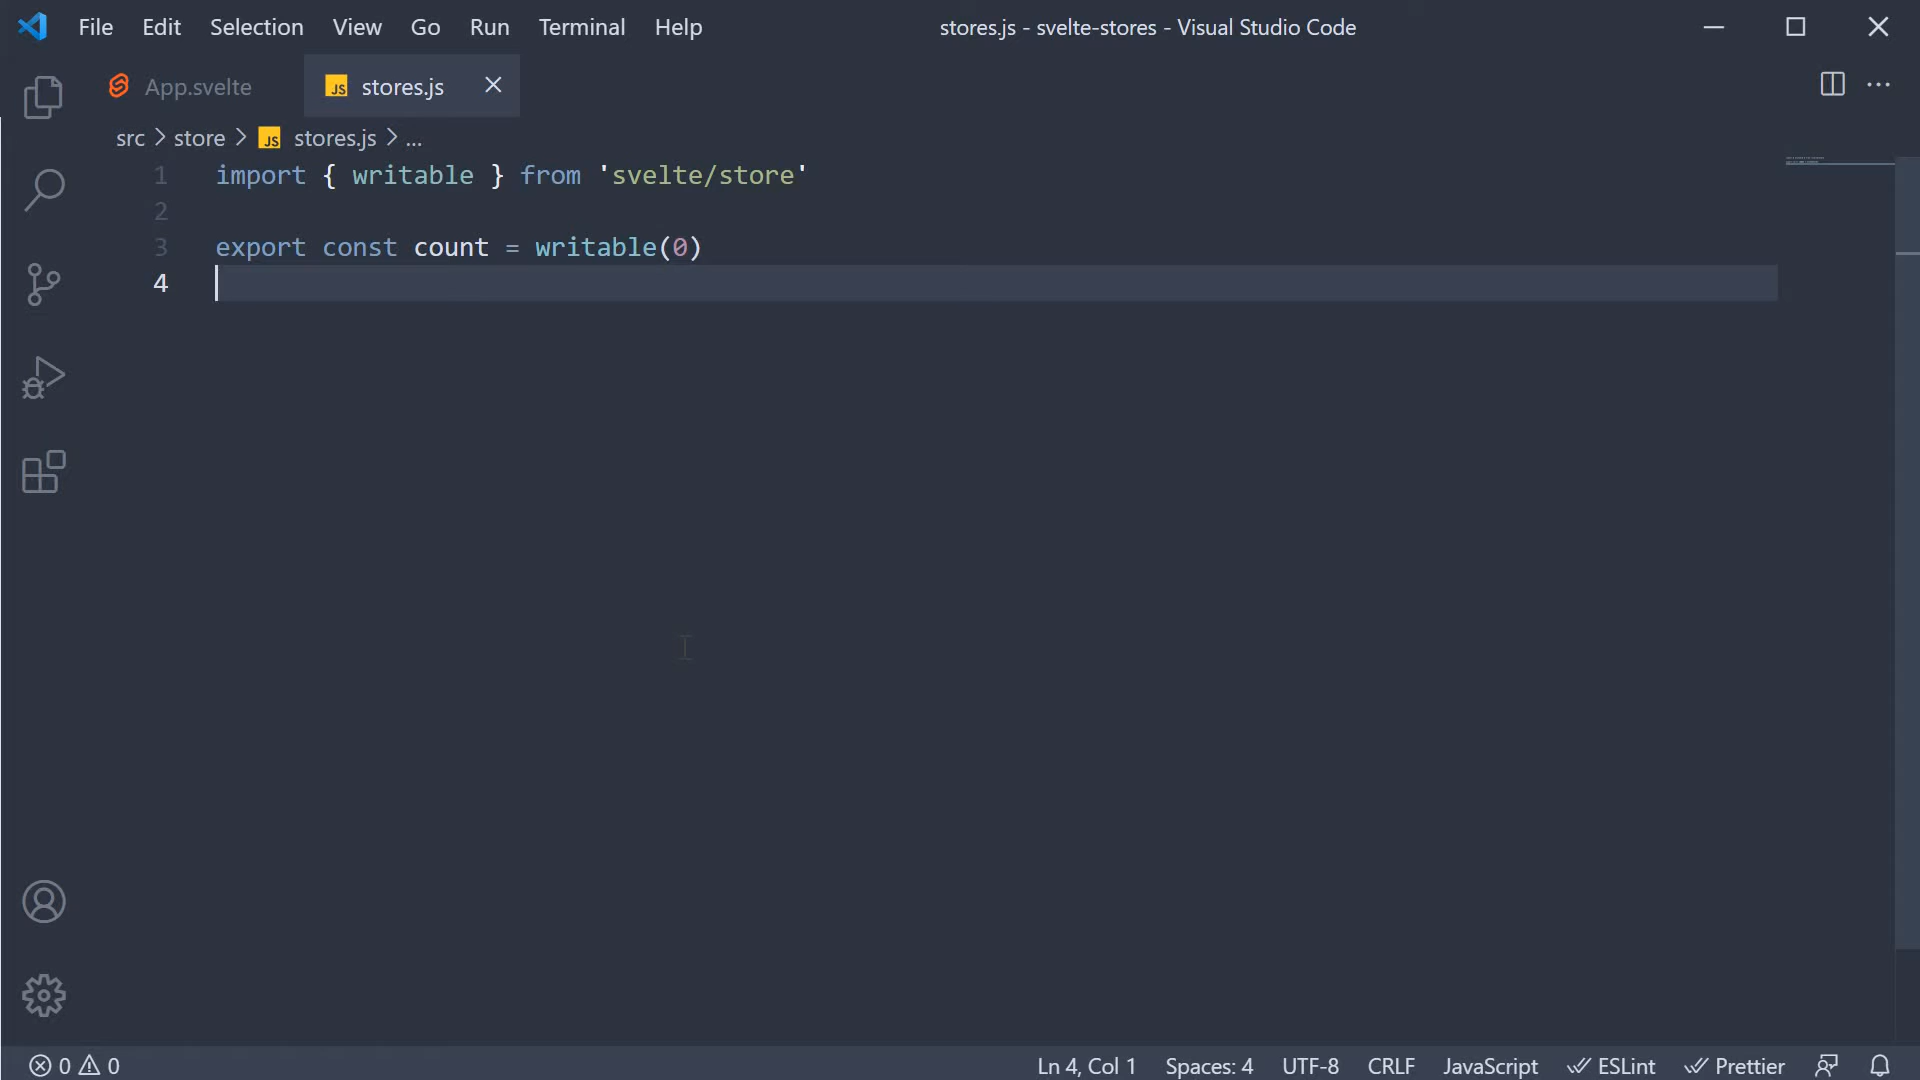 File Edit Selection View Go Run Terminal Help stores.js - svelte-stores - Visual Studio Code
App.svelte JS stores.js
src > store > JS stores.js > ...
1 import { writable } from 'svelte/store'
2
3 export const count = writable(0)
4
0 0 Ln 4, Col 1 Spaces: 4 UTF-8 CRLF JavaScript ESLint Prettier